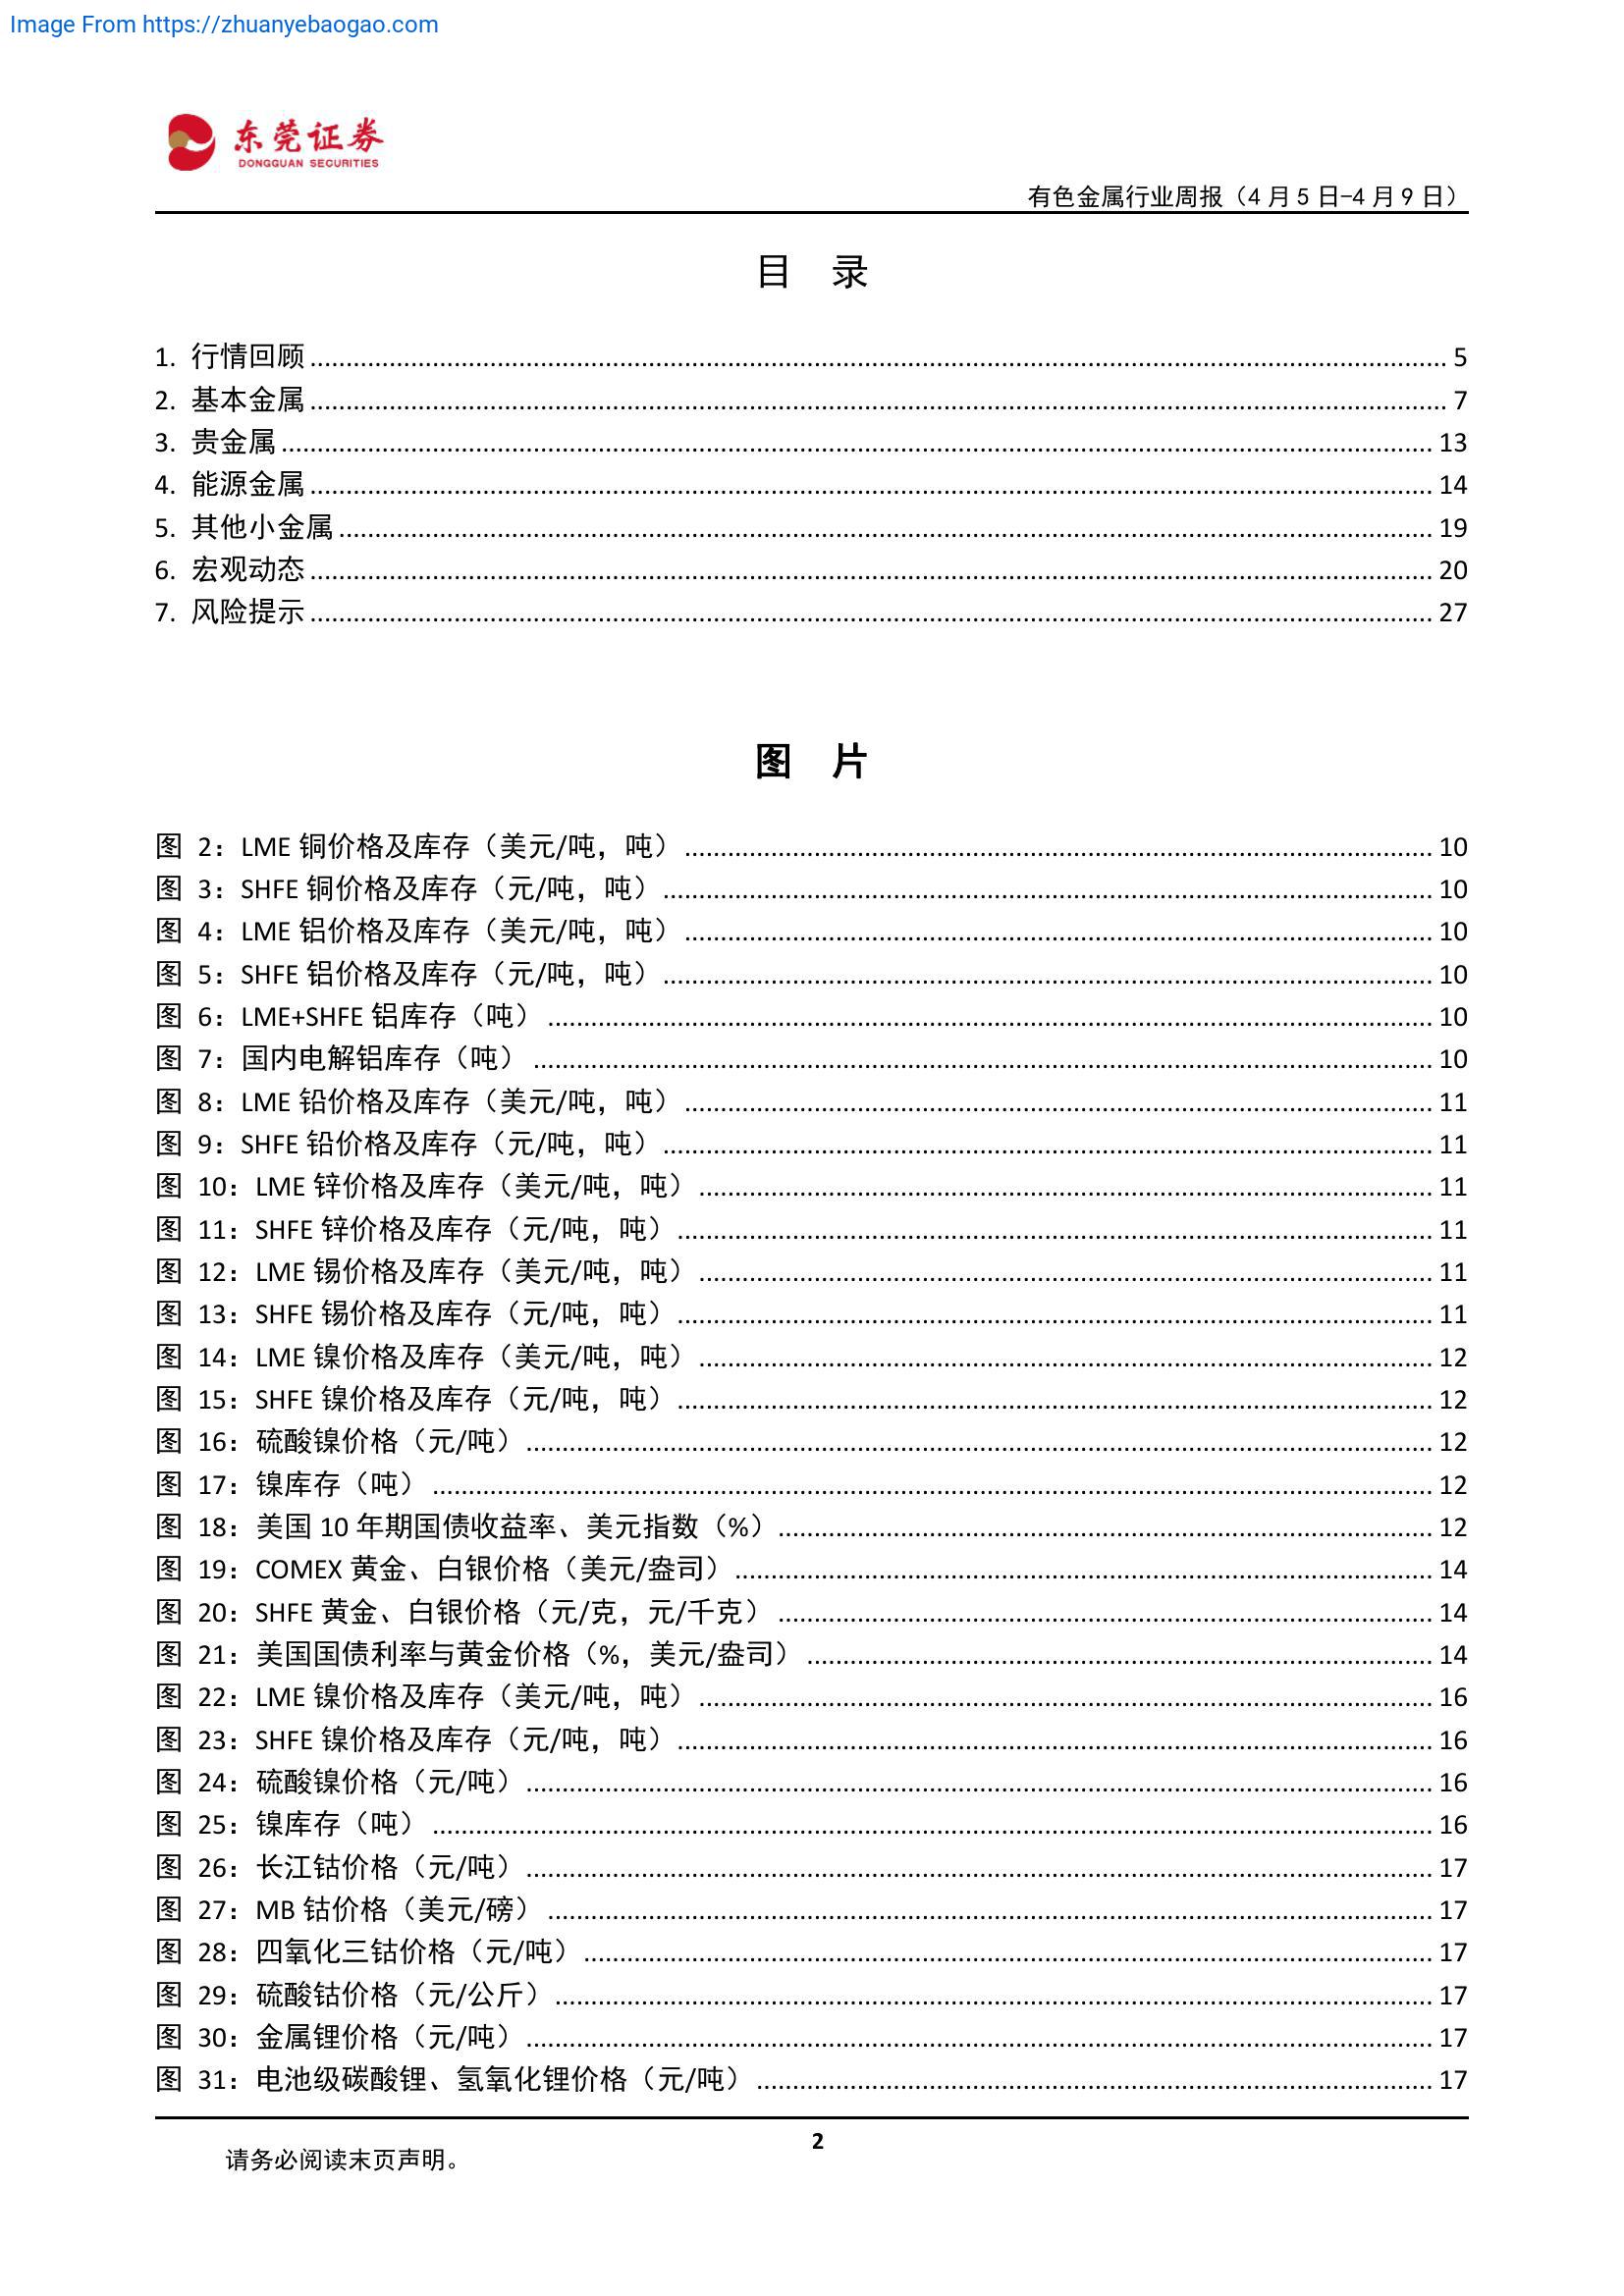 Image From https://zhuanyebaogao.com
东莞证券
DONGGUAN SECURITIES
有色金属行业周报（4 月 5 日-4 月 9 日）
目 录
1. 行情回顾 5
2. 基本金属 7
3. 贵金属 13
4. 能源金属 14
5. 其他小金属 19
6. 宏观动态 20
7. 风险提示 27
图 片
图 2：LME 铜价格及库存（美元/吨，吨） 10
图 3：SHFE 铜价格及库存（元/吨，吨） 10
图 4：LME 铝价格及库存（美元/吨，吨） 10
图 5：SHFE 铝价格及库存（元/吨，吨） 10
图 6：LME+SHFE 铝库存（吨） 10
图 7：国内电解铝库存（吨） 10
图 8：LME 铅价格及库存（美元/吨，吨） 11
图 9：SHFE 铅价格及库存（元/吨，吨） 11
图 10：LME 锌价格及库存（美元/吨，吨） 11
图 11：SHFE 锌价格及库存（元/吨，吨） 11
图 12：LME 锡价格及库存（美元/吨，吨） 11
图 13：SHFE 锡价格及库存（元/吨，吨） 11
图 14：LME 镍价格及库存（美元/吨，吨） 12
图 15：SHFE 镍价格及库存（元/吨，吨） 12
图 16：硫酸镍价格（元/吨） 12
图 17：镍库存（吨） 12
图 18：美国 10 年期国债收益率、美元指数（%） 12
图 19：COMEX 黄金、白银价格（美元/盎司） 14
图 20：SHFE 黄金、白银价格（元/克，元/千克） 14
图 21：美国国债利率与黄金价格（%，美元/盎司） 14
图 22：LME 镍价格及库存（美元/吨，吨） 16
图 23：SHFE 镍价格及库存（元/吨，吨） 16
图 24：硫酸镍价格（元/吨） 16
图 25：镍库存（吨） 16
图 26：长江钴价格（元/吨） 17
图 27：MB 钴价格（美元/磅） 17
图 28：四氧化三钴价格（元/吨） 17
图 29：硫酸钴价格（元/公斤） 17
图 30：金属锂价格（元/吨） 17
图 31：电池级碳酸锂、氢氧化锂价格（元/吨） 17
2
请务必阅读末页声明。